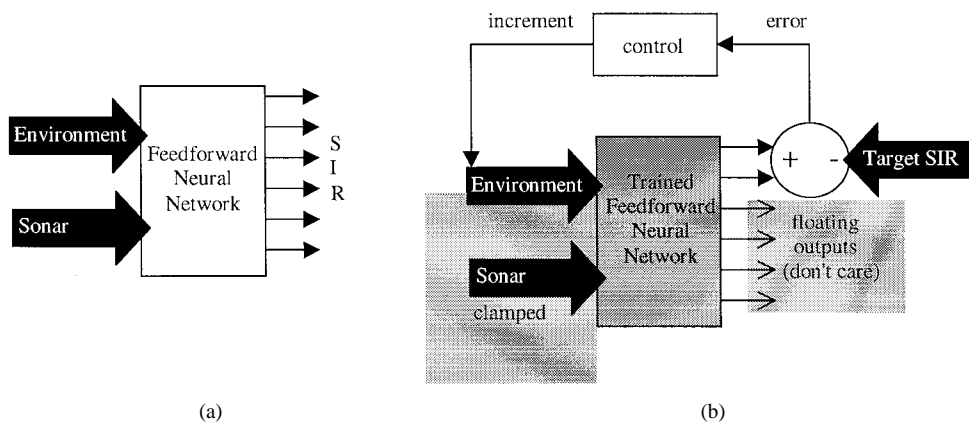 Environment
Sonar
Feedforward
Neural
Network
S
I
R
(a)
increment
control
error
Environment
Sonar
clamped
Trained
Feedforward
Neural
Network
+
-
Target SIR
floating
outputs
(don't care)
(b)